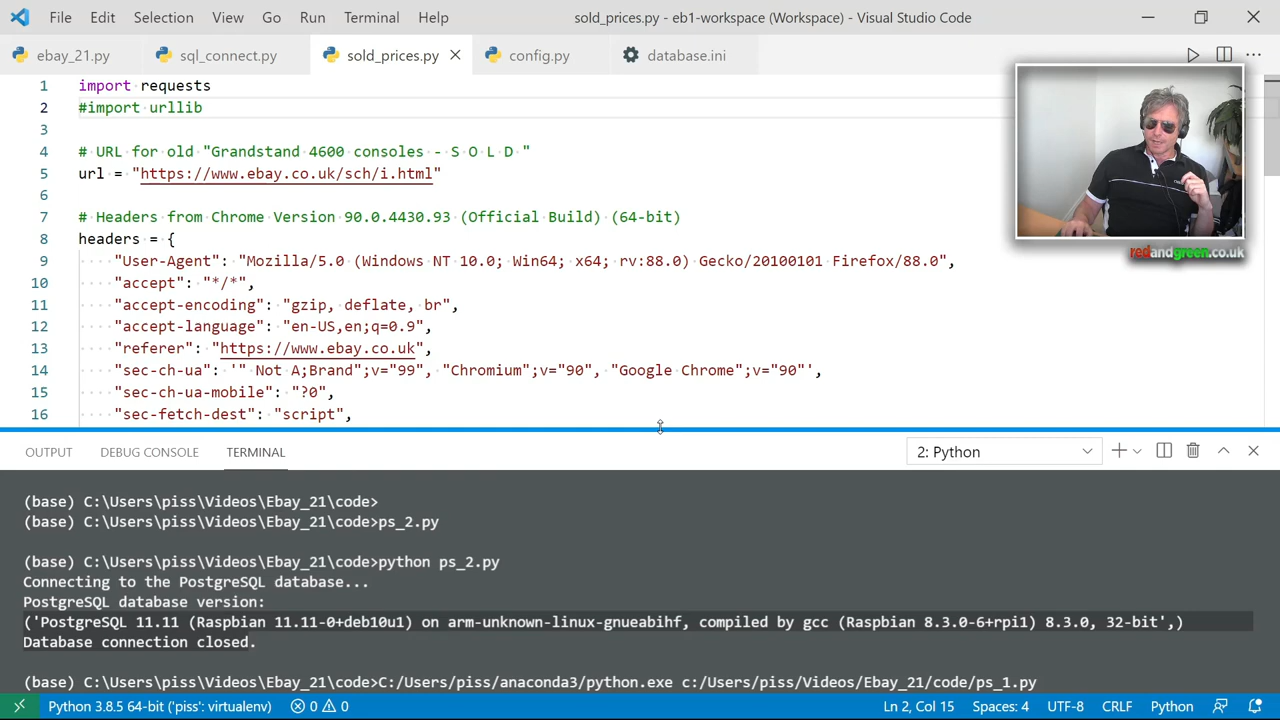 File Edit Selection View Go Run Terminal Help sold_prices.py - eb1-workspace (Workspace) - Visual Studio Code
ebay_21.py sql_connect.py sold_prices.py config.py database.ini
1 import requests
2 #import urllib
3
4 # URL for old "Grandstand 4600 consoles - S O L D "
5 url = "https://www.ebay.co.uk/sch/i.html"
6
7 # Headers from Chrome Version 90.0.4430.93 (Official Build) (64-bit)
8 headers = {
9 "User-Agent": "Mozilla/5.0 (Windows NT 10.0; Win64; x64; rv:88.0) Gecko/20100101 Firefox/88.0",
10 "accept": "*/*",
11 "accept-encoding": "gzip, deflate, br",
12 "accept-language": "en-US,en;q=0.9",
13 "referer": "https://www.ebay.co.uk",
14 "sec-ch-ua": '" Not A;Brand";v="99", "Chromium";v="90", "Google Chrome";v="90"',
15 "sec-ch-ua-mobile": "?0",
16 "sec-fetch-dest": "script",
redandgreen.co.uk
OUTPUT DEBUG CONSOLE TERMINAL 2: Python
(base) C:\Users\piss\Videos\Ebay_21\code>
(base) C:\Users\piss\Videos\Ebay_21\code>ps_2.py
(base) C:\Users\piss\Videos\Ebay_21\code>python ps_2.py
Connecting to the PostgreSQL database...
PostgreSQL database version:
('PostgreSQL 11.11 (Raspbian 11.11-0+deb10u1) on arm-unknown-linux-gnueabihf, compiled by gcc (Raspbian 8.3.0-6+rpi1) 8.3.0, 32-bit',)
Database connection closed.
(base) C:\Users\piss\Videos\Ebay_21\code>C:/Users/piss/anaconda3/python.exe c:/Users/piss/Videos/Ebay_21/code/ps_1.py
Python 3.8.5 64-bit ('piss': virtualenv) 0 0 Ln 2, Col 15 Spaces: 4 UTF-8 CRLF Python